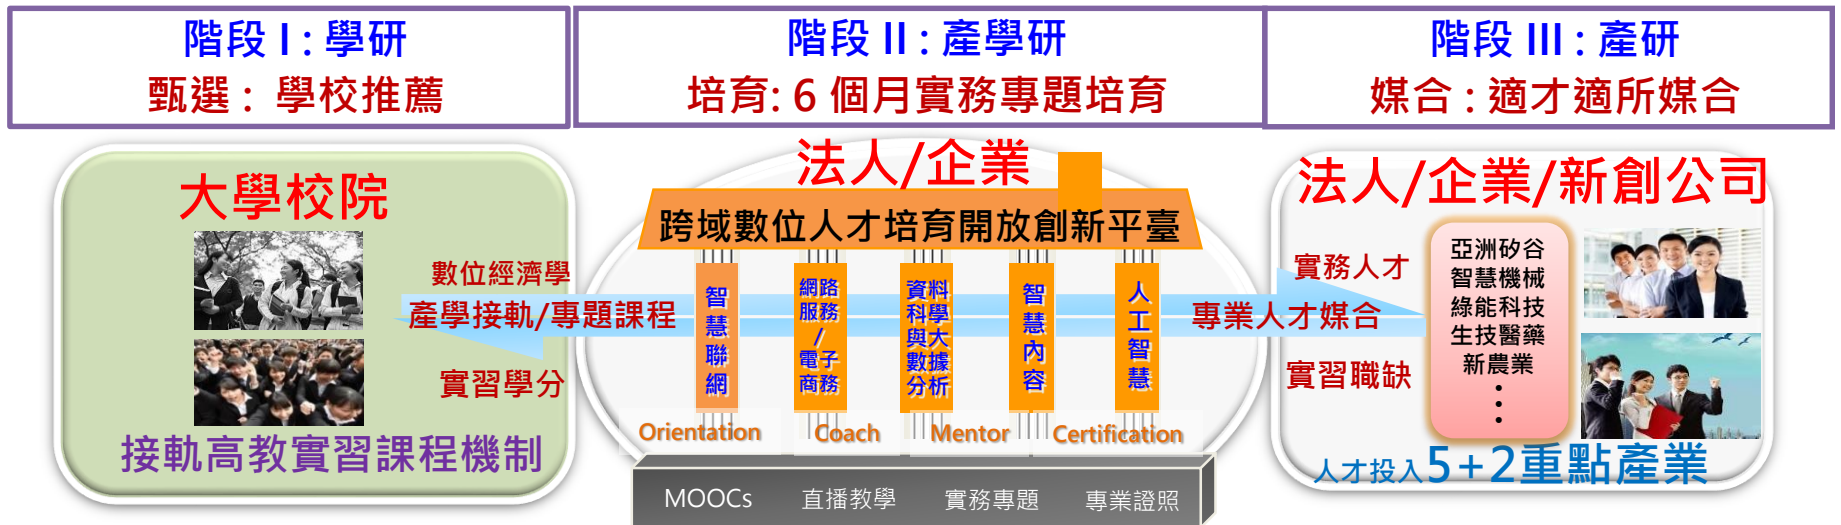 階段 I : 學研
甄選 : 學校推薦
階段 II : 產學研
培育: 6 個月實務專題培育
階段 III : 產研
媒合 : 適才適所媒合
大學校院
數位經濟學
產學接軌/專題課程
實習學分
接軌高教實習課程機制
法人/企業
跨域數位人才培育開放創新平臺
智慧聯網
網路
服務
/
電子
商務
資料
科學
與大
數據
分析
智慧內容
人工智慧
Orientation
Coach
Mentor
Certification
MOOCs
直播教學
實務專題
專業證照
實務人才
專業人才媒合
實習職缺
法人/企業/新創公司
亞洲矽谷
智慧機械
綠能科技
生技醫藥
新農業
⋮
人才投入5+2重點產業